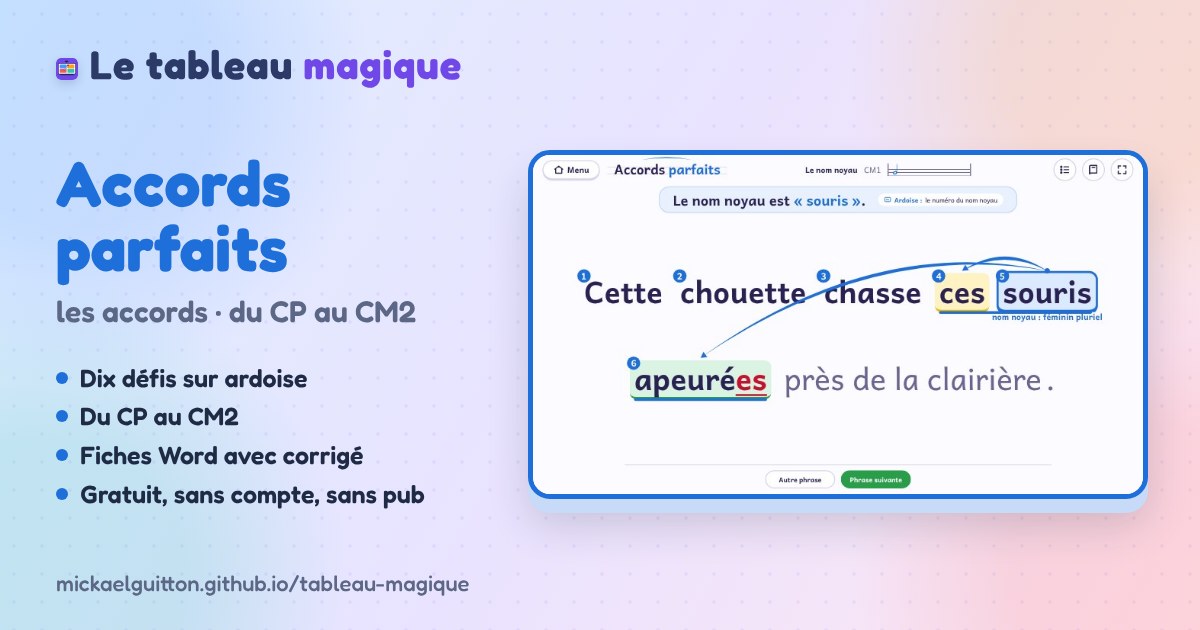 Le tableau magique
Accords
parfaits
les accords · du CP au CM2
Dix défis sur ardoise
Du CP au CM2
Fiches Word avec corrigé
Gratuit, sans compte, sans pub
mickaelguitton.github.io/tableau-magique
Menu
Accords parfaits
Le nom noyau CM1
Le nom noyau est « souris ».
Ardoise : le numéro du nom noyau
1 Cette 2 chouette 3 chasse 4 ces 5 souris
nom noyau : féminin pluriel
6 apeurées près de la clairière .
Autre phrase
Phrase suivante